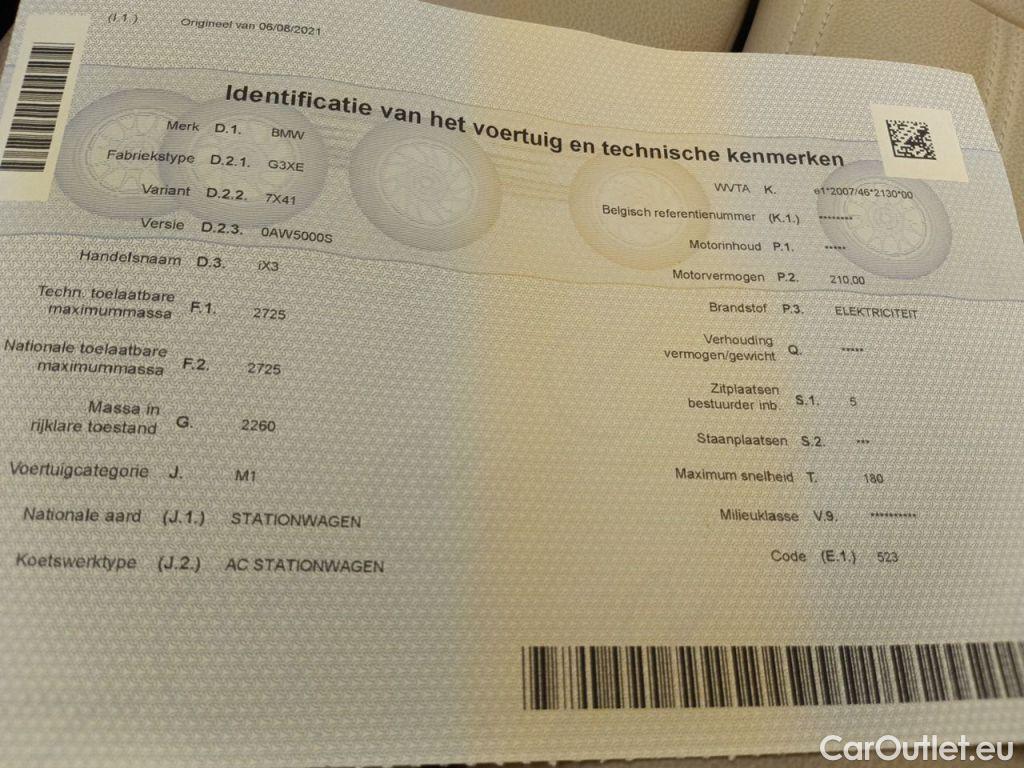 (I.1.) Origineel van 06/08/2021
Identificatie van het voertuig en technische kenmerken
Merk D.1. BMW
Fabriekstype D.2.1. G3XE
Variant D.2.2. 7X41
Versie D.2.3. 0AW5000S
Handelsnaam D.3. iX3
Techn. toelaatbare
maximummassa F.1. 2725
Nationale toelaatbare
maximummassa F.2. 2725
Massa in
rijklare toestand G. 2260
Voertuigcategorie J. M1
Nationale aard (J.1.) STATIONWAGEN
Koetswerktype (J.2.) AC STATIONWAGEN
WVTA K. e1*2007/46*2130*00
Belgisch referentienummer (K.1.) ********
Motorinhoud P.1. *****
Motorvermogen P.2. 210,00
Brandstof P.3. ELEKTRICITEIT
Verhouding
vermogen/gewicht Q. *****
Zitplaatsen
bestuurder inb. S.1. 5
Staanplaatsen S.2. ***
Maximum snelheid T. 180
Milieuklasse V.9. **********
Code (E.1.) 523
CarOutlet.eu